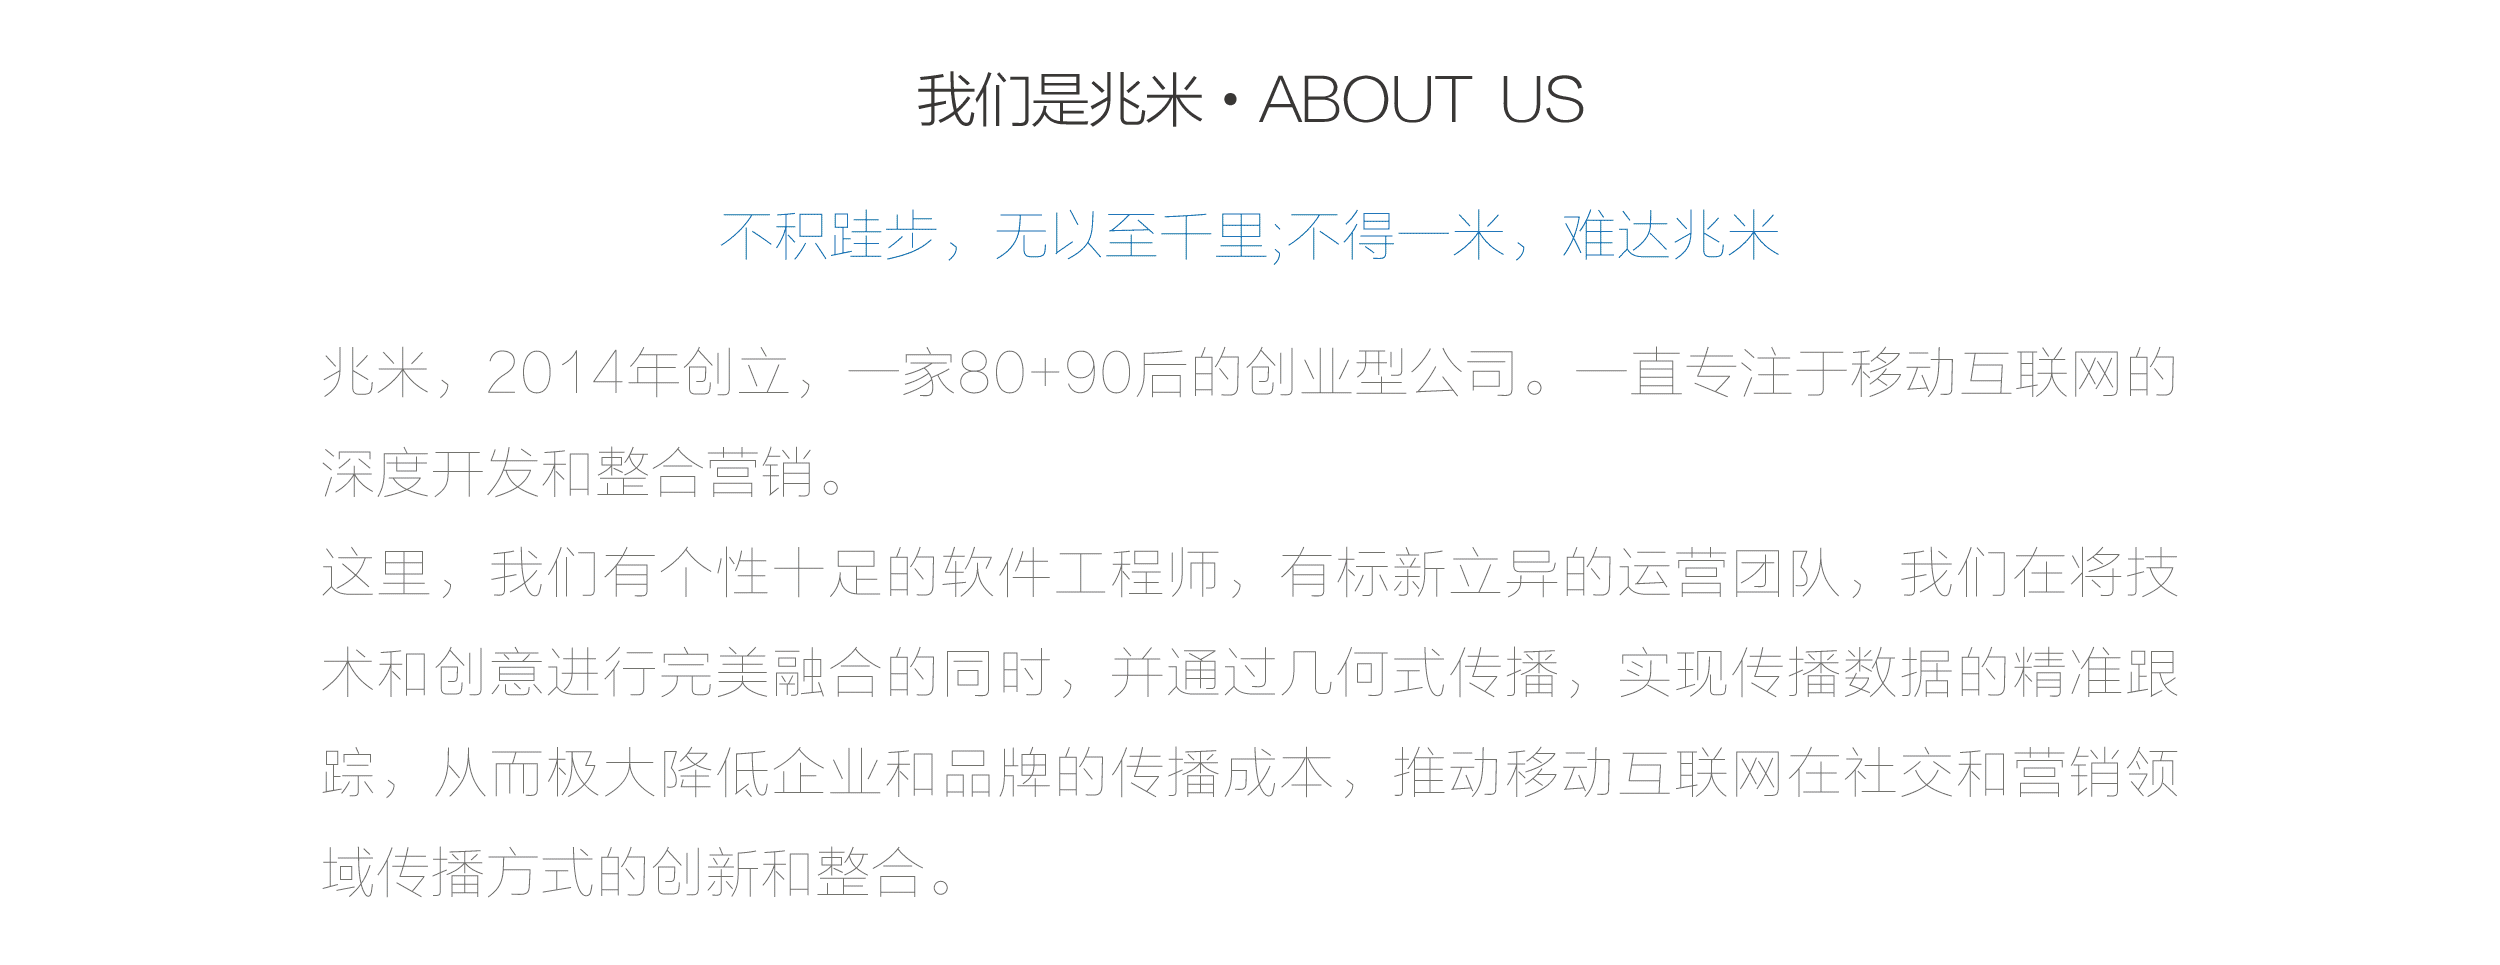 我们是兆米·ABOUT US
不积跬步，无以至千里;不得一米，难达兆米
兆米，2014年创立，一家80+90后的创业型公司。一直专注于移动互联网的
深度开发和整合营销。
这里，我们有个性十足的软件工程师，有标新立异的运营团队，我们在将技
术和创意进行完美融合的同时，并通过几何式传播，实现传播数据的精准跟
踪，从而极大降低企业和品牌的传播成本，推动移动互联网在社交和营销领
域传播方式的创新和整合。